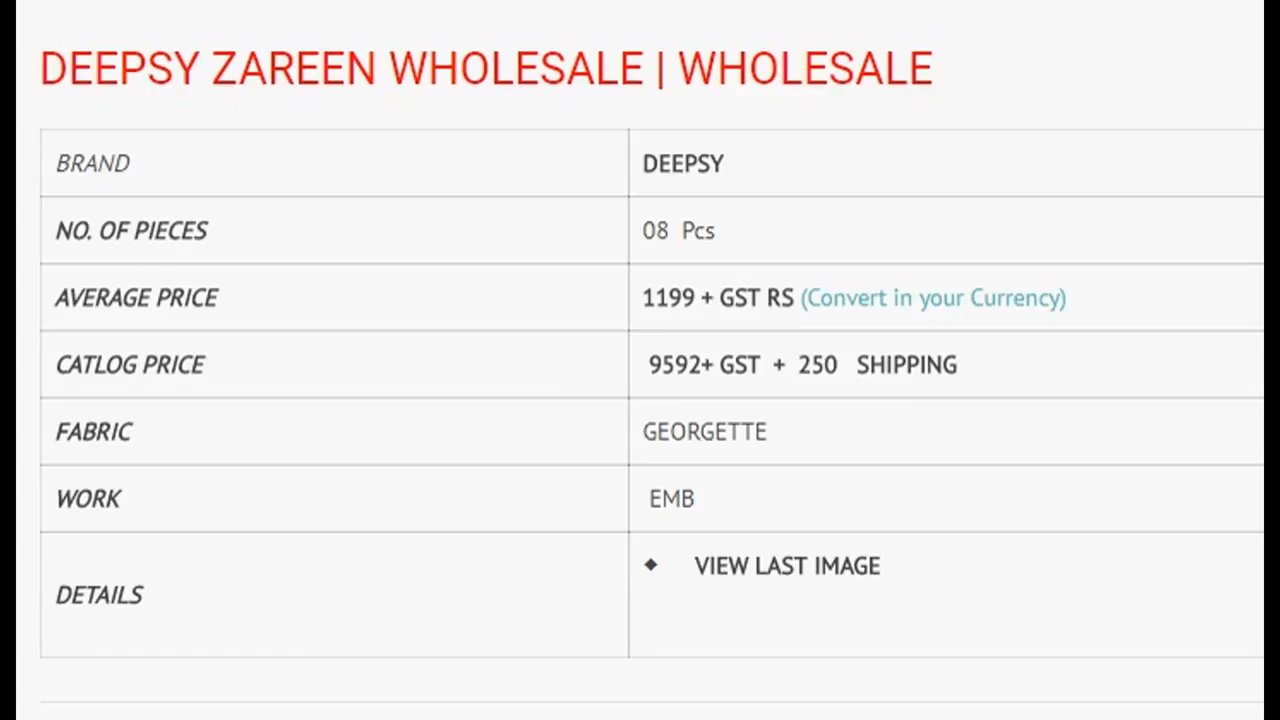 DEEPSY ZAREEN WHOLESALE | WHOLESALE
BRAND DEEPSY
NO. OF PIECES 08 Pcs
AVERAGE PRICE 1199 + GST RS (Convert in your Currency)
CATLOG PRICE 9592+ GST + 250 SHIPPING
FABRIC GEORGETTE
WORK EMB
DETAILS ◆ VIEW LAST IMAGE